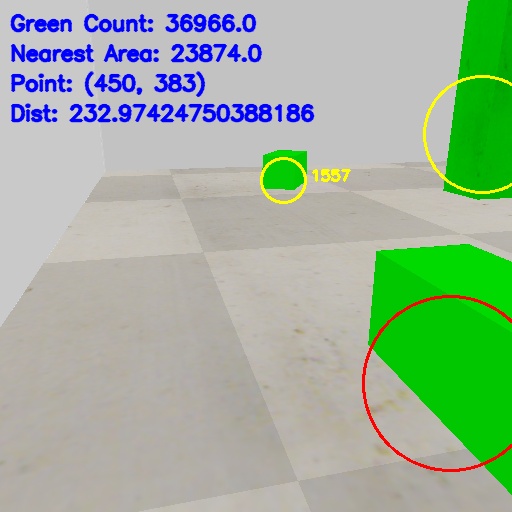 Green Count: 36966.0
Nearest Area: 23874.0
Point: (450, 383)
Dist: 232.97424750388186
1557